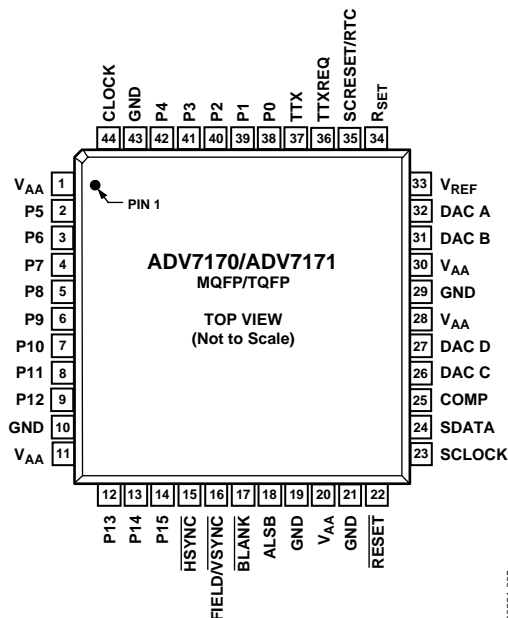 CLOCK GND P4 P3 P2 P1 P0 TTX TTXREQ SCRESET/RTC RSET
44 43 42 41 40 39 38 37 36 35 34
VAA 1
P5 2
P6 3
P7 4
P8 5
P9 6
P10 7
P11 8
P12 9
GND 10
VAA 11
PIN 1
ADV7170/ADV7171
MQFP/TQFP
TOP VIEW
(Not to Scale)
33 VREF
32 DAC A
31 DAC B
30 VAA
29 GND
28 VAA
27 DAC D
26 DAC C
25 COMP
24 SDATA
23 SCLOCK
12 13 14 15 16 17 18 19 20 21 22
P13 P14 P15 HSYNC FIELD/VSYNC BLANK ALSB GND VAA GND RESET